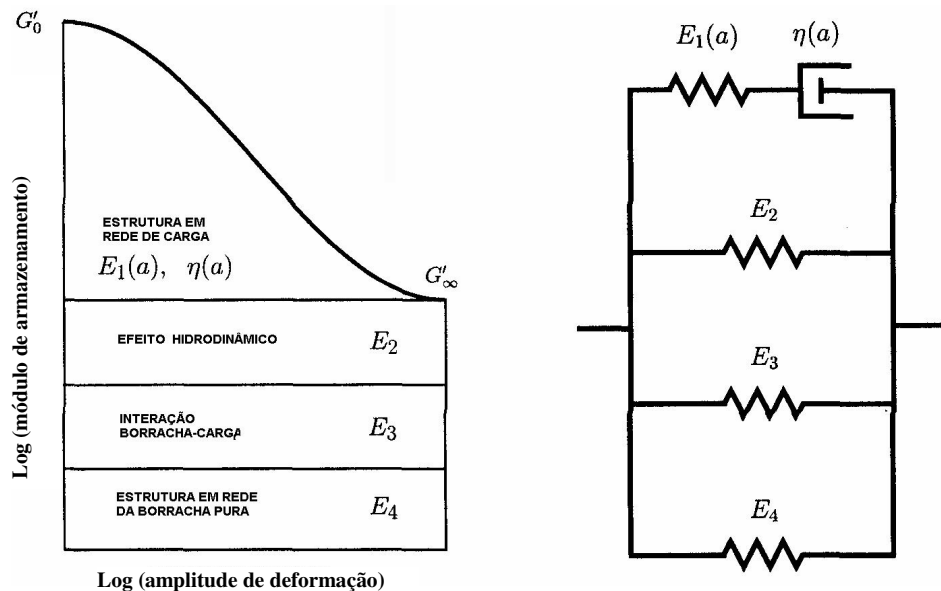 G'₀
Log (módulo de armazenamento)
ESTRUTURA EM
REDE DE CARGA
E₁(a), η(a)
G'∞
EFEITO HIDRODINÂMICO E₂
INTERAÇÃO
BORRACHA-CARGA E₃
ESTRUTURA EM REDE
DA BORRACHA PURA E₄
Log (amplitude de deformação)
E₁(a) η(a)
E₂
E₃
E₄